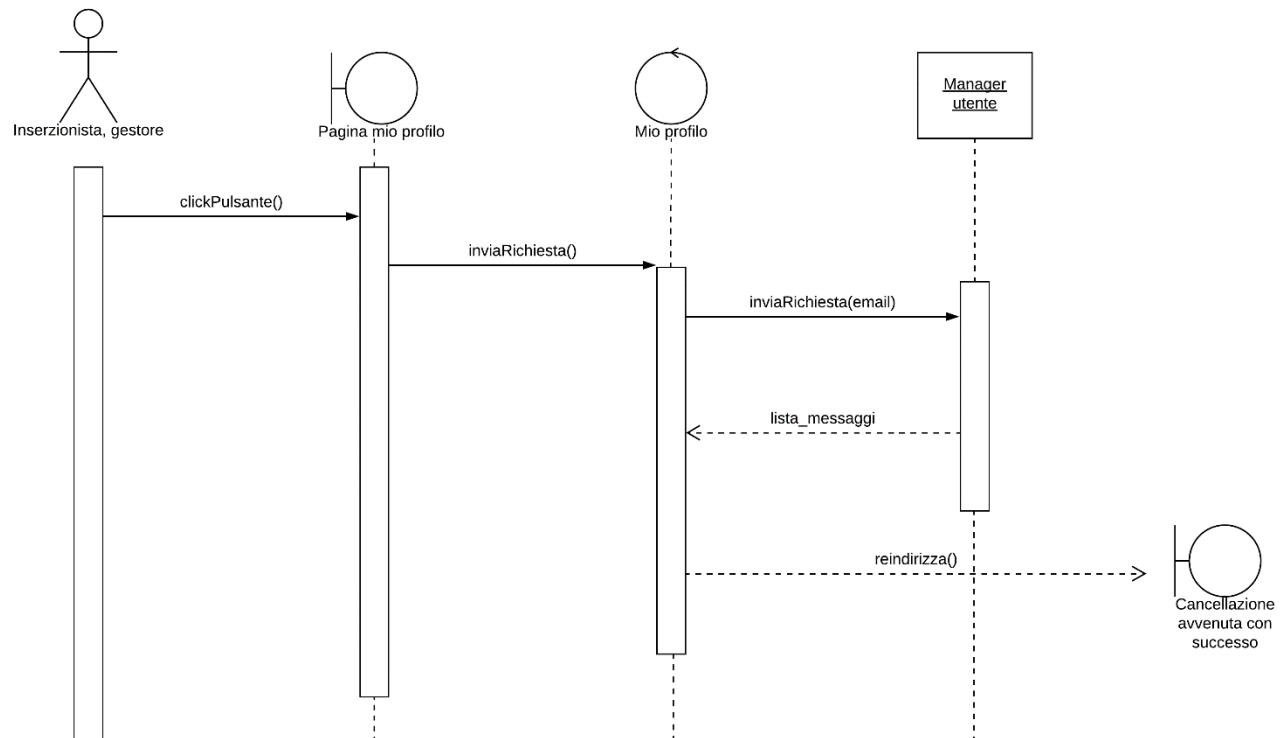 Manager
utente
Inserzionista, gestore
Pagina mio profilo
Mio profilo
clickPulsante()
inviaRichiesta()
inviaRichiesta(email)
lista_messaggi
reindirizza()
Cancellazione
avvenuta con
successo